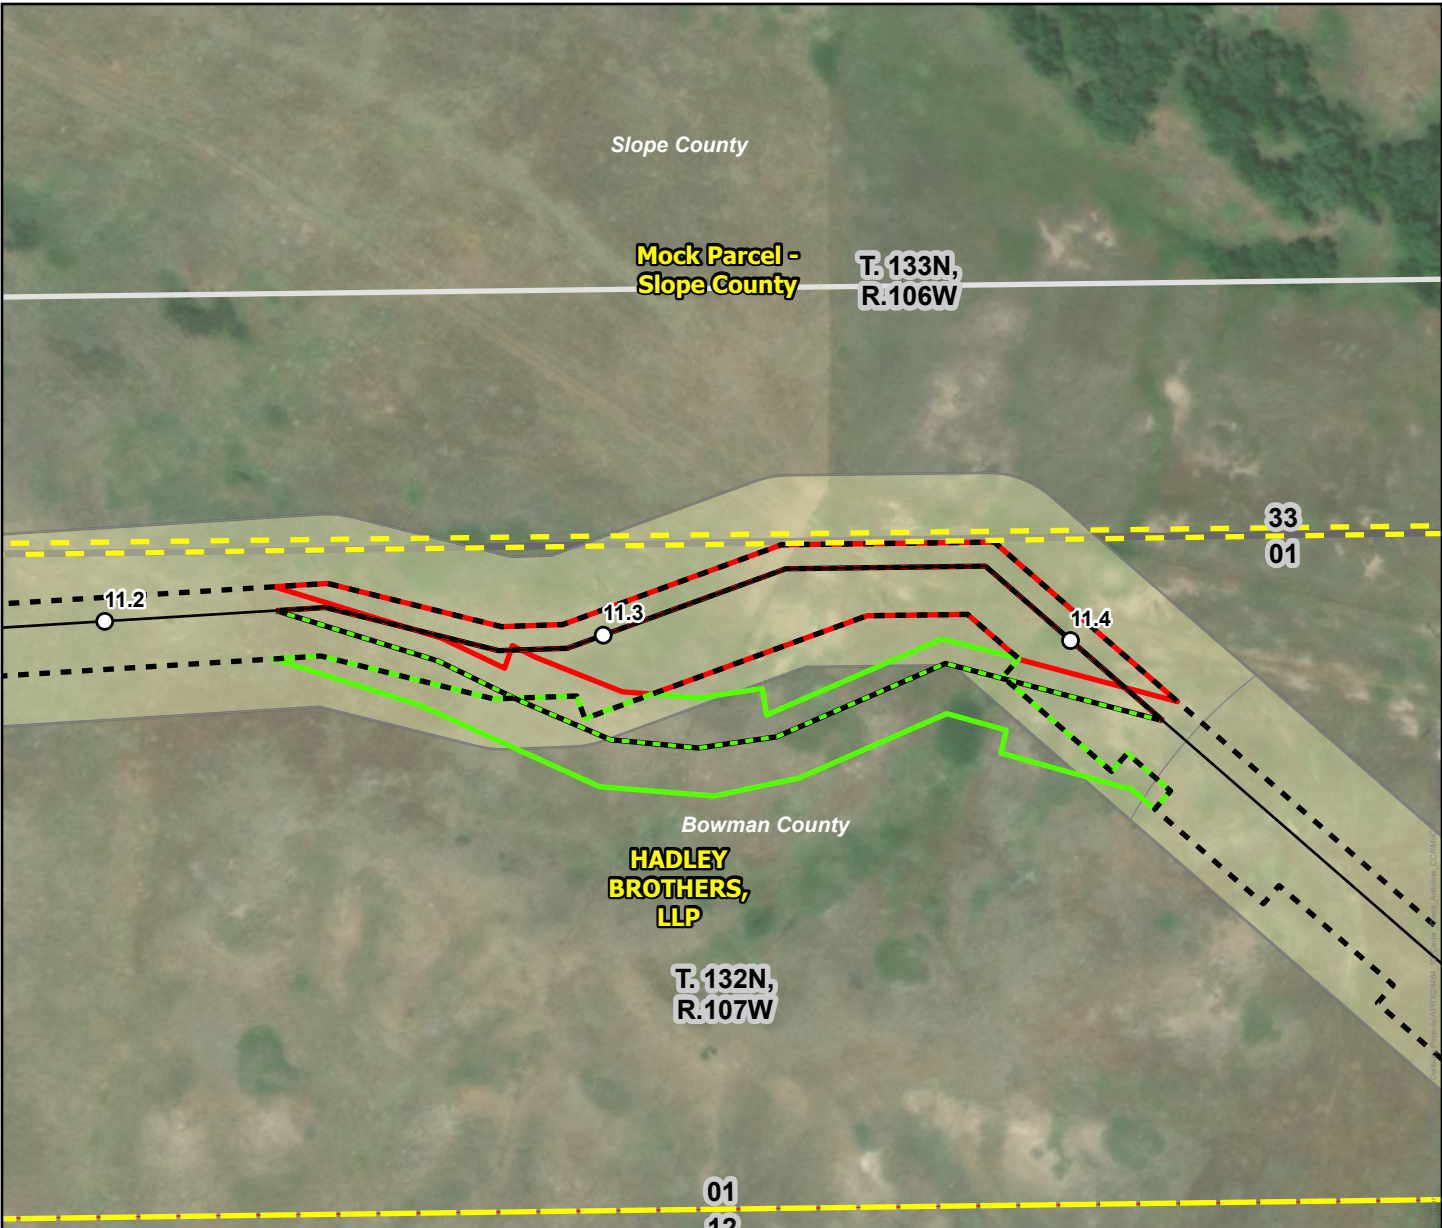 Slope County
Mock Parcel -
Slope County
T. 133N,
R.106W
33
01
11.2
11.3
11.4
Bowman County
HADLEY
BROTHERS,
LLP
T. 132N,
R.107W
01
12